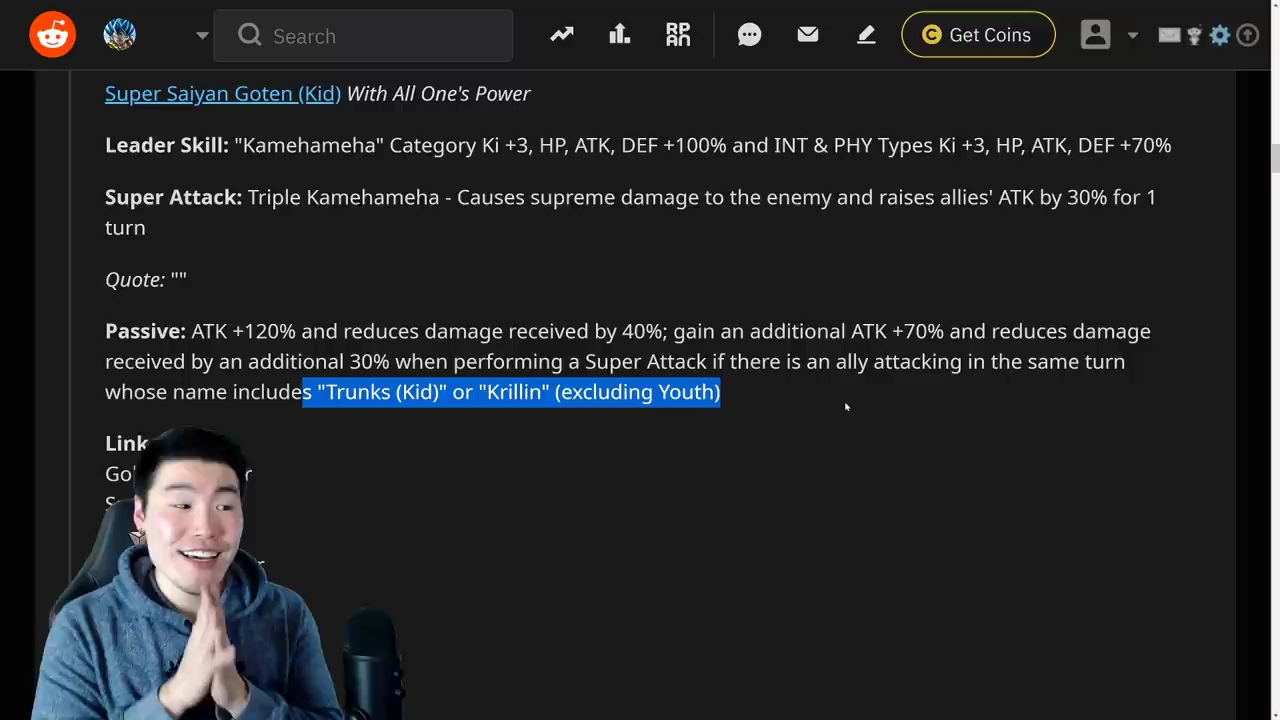 Search
RPAN
C Get Coins
Super Saiyan Goten (Kid) With All One's Power
Leader Skill: "Kamehameha" Category Ki +3, HP, ATK, DEF +100% and INT & PHY Types Ki +3, HP, ATK, DEF +70%
Super Attack: Triple Kamehameha - Causes supreme damage to the enemy and raises allies' ATK by 30% for 1
turn
Quote: ""
Passive: ATK +120% and reduces damage received by 40%; gain an additional ATK +70% and reduces damage
received by an additional 30% when performing a Super Attack if there is an ally attacking in the same turn
whose name includes "Trunks (Kid)" or "Krillin" (excluding Youth)